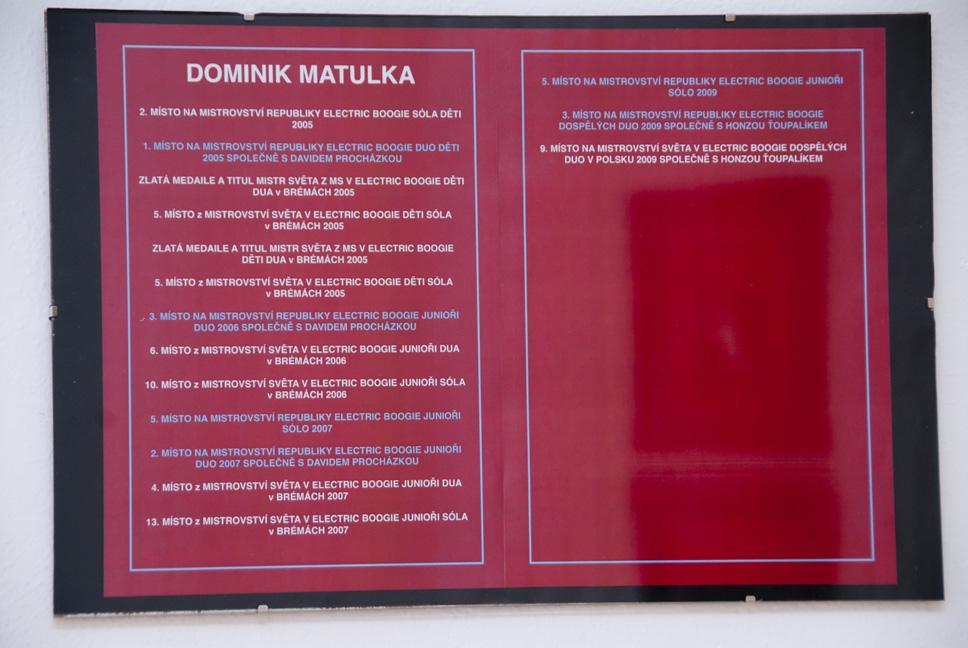 DOMINIK MATULKA
2. MÍSTO NA MISTROVSTVÍ REPUBLIKY ELECTRIC BOOGIE SÓLA DĚTI
2005
1. MÍSTO NA MISTROVSTVÍ REPUBLIKY ELECTRIC BOOGIE DUO DĚTI
2005 SPOLEČNĚ S DAVIDEM PROCHÁZKOU
ZLATÁ MEDAILE A TITUL MISTR SVĚTA Z MS V ELECTRIC BOOGIE DĚTI
DUA v BRÉMÁCH 2005
5. MÍSTO z MISTROVSTVÍ SVĚTA V ELECTRIC BOOGIE DĚTI SÓLA
v BRÉMÁCH 2005
ZLATÁ MEDAILE A TITUL MISTR SVĚTA Z MS V ELECTRIC BOOGIE
DĚTI DUA v BRÉMÁCH 2005
5. MÍSTO z MISTROVSTVÍ SVĚTA V ELECTRIC BOOGIE DĚTI SÓLA
v BRÉMÁCH 2005
3. MÍSTO NA MISTROVSTVÍ REPUBLIKY ELECTRIC BOOGIE JUNIOŘI
DUO 2006 SPOLEČNĚ S DAVIDEM PROCHÁZKOU
6. MÍSTO z MISTROVSTVÍ SVĚTA V ELECTRIC BOOGIE JUNIOŘI DUA
v BRÉMÁCH 2006
10. MÍSTO z MISTROVSTVÍ SVĚTA V ELECTRIC BOOGIE JUNIOŘI SÓLA
v BRÉMÁCH 2006
5. MÍSTO NA MISTROVSTVÍ REPUBLIKY ELECTRIC BOOGIE JUNIOŘI
SÓLO 2007
2. MÍSTO NA MISTROVSTVÍ REPUBLIKY ELECTRIC BOOGIE JUNIOŘI
DUO 2007 SPOLEČNĚ S DAVIDEM PROCHÁZKOU
4. MÍSTO z MISTROVSTVÍ SVĚTA V ELECTRIC BOOGIE JUNIOŘI DUA
v BRÉMÁCH 2007
13. MÍSTO z MISTROVSTVÍ SVĚTA V ELECTRIC BOOGIE JUNIOŘI SÓLA
v BRÉMÁCH 2007
5. MÍSTO NA MISTROVSTVÍ REPUBLIKY ELECTRIC BOOGIE JUNIOŘI
SÓLO 2009
3. MÍSTO NA MISTROVSTVÍ REPUBLIKY ELECTRIC BOOGIE
DOSPĚLÝCH DUO 2009 SPOLEČNĚ S HONZOU ŤOUPALÍKEM
9. MÍSTO NA MISTROVSTVÍ SVĚTA V ELECTRIC BOOGIE DOSPĚLÝCH
DUO V POLSKU 2009 SPOLEČNĚ S HONZOU ŤOUPALÍKEM